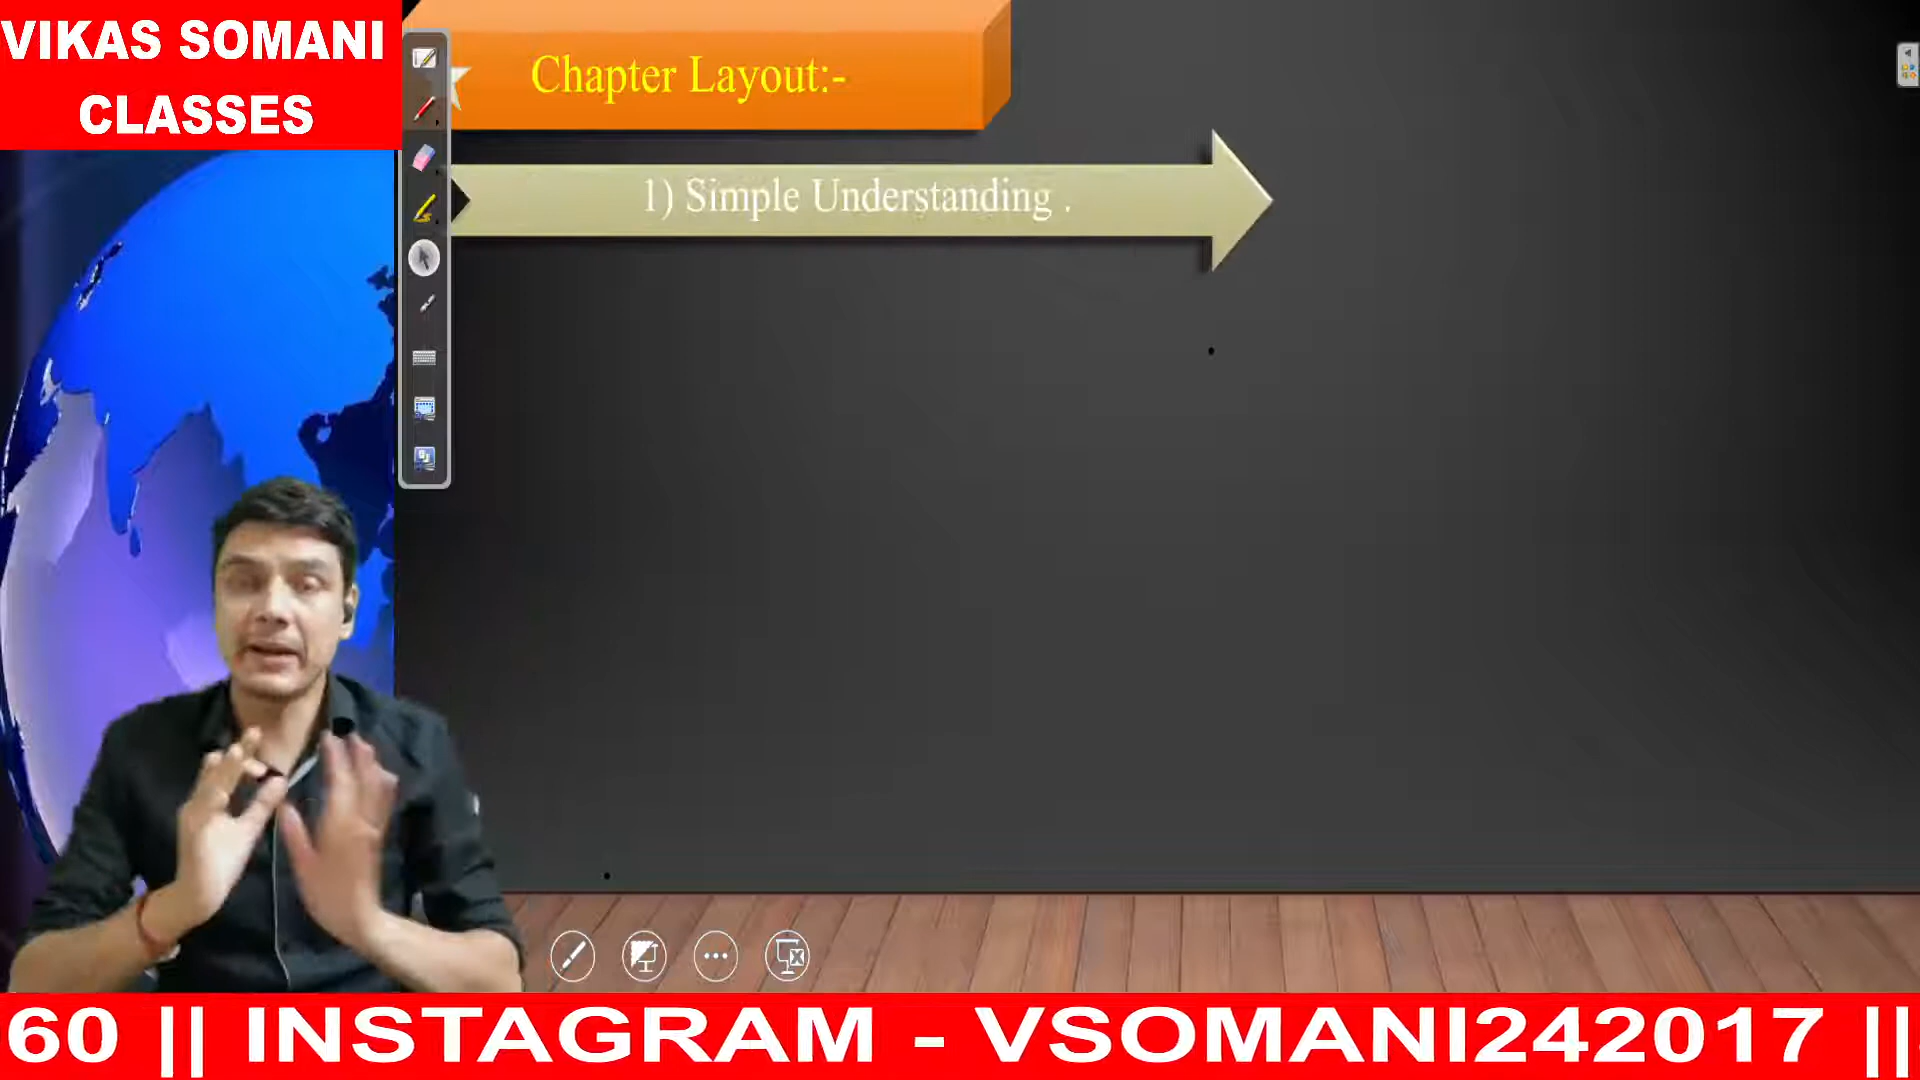 VIKAS SOMANI
CLASSES
Chapter Layout:-
1) Simple Understanding .
60 || INSTAGRAM - VSOMANI242017 ||